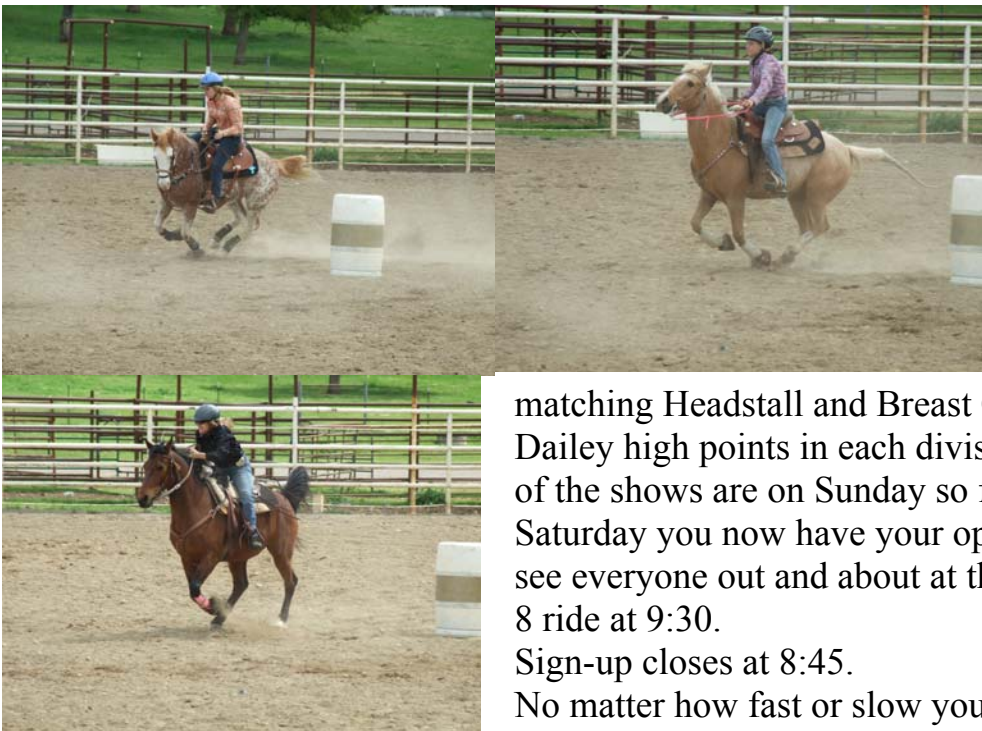 matching Headstall and Breast
Dailey high points in each divis
of the shows are on Sunday so
Saturday you now have your op
see everyone out and about at th
8 ride at 9:30.
Sign-up closes at 8:45.
No matter how fast or slow you